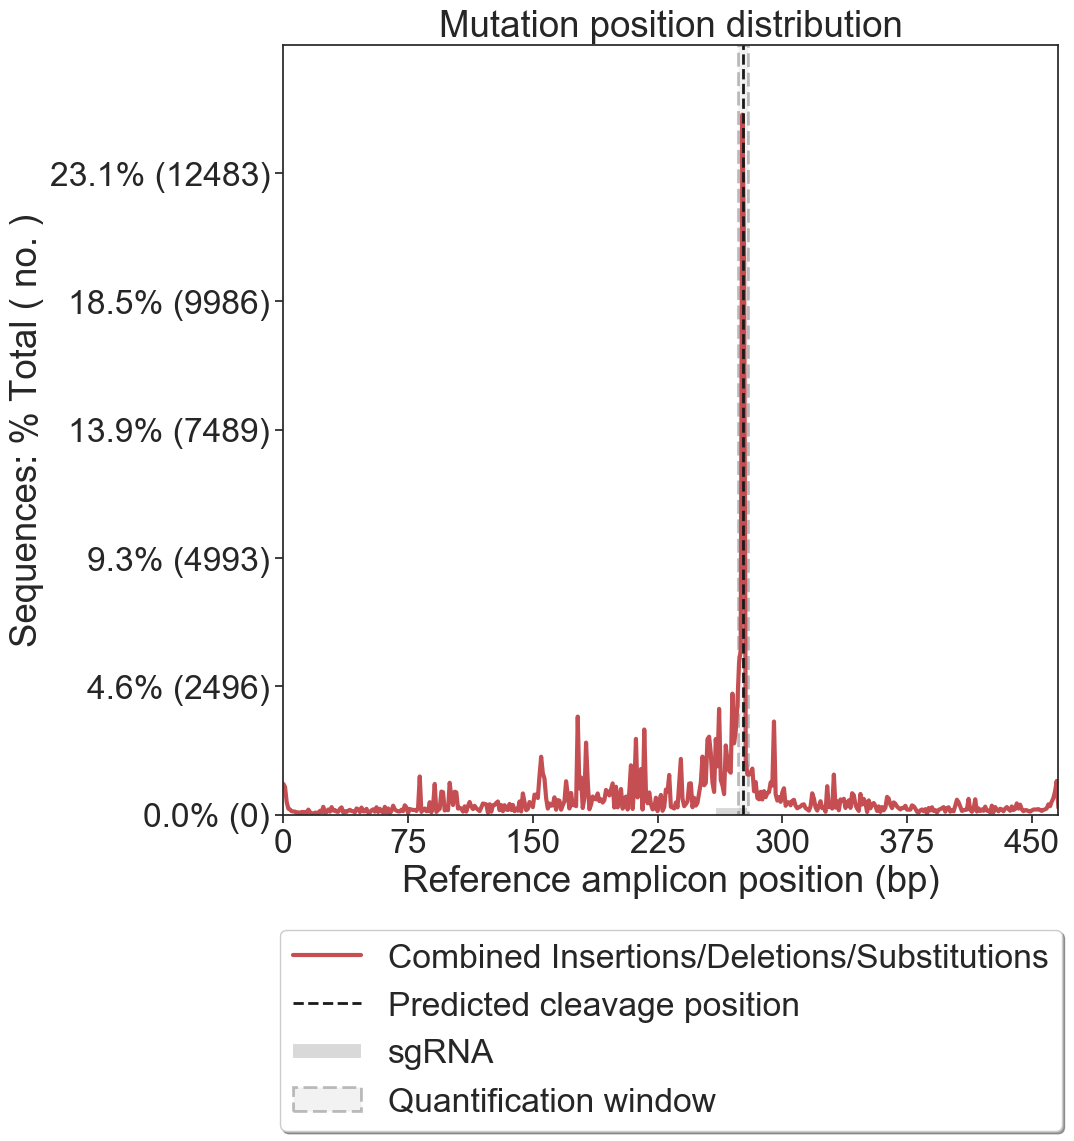 Mutation position distribution
Sequences: % Total ( no. )
23.1% (12483)
18.5% (9986)
13.9% (7489)
9.3% (4993)
4.6% (2496)
0.0% (0)
0 75 150 225 300 375 450
Reference amplicon position (bp)
Combined Insertions/Deletions/Substitutions
Predicted cleavage position
sgRNA
Quantification window